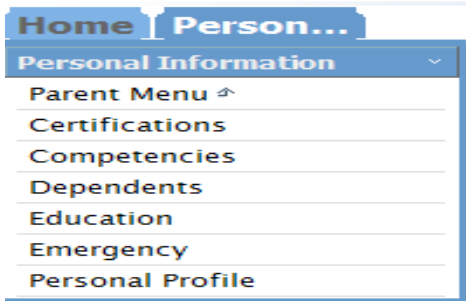 Home Person...
Personal Information
Parent Menu
Certifications
Competencies
Dependents
Education
Emergency
Personal Profile